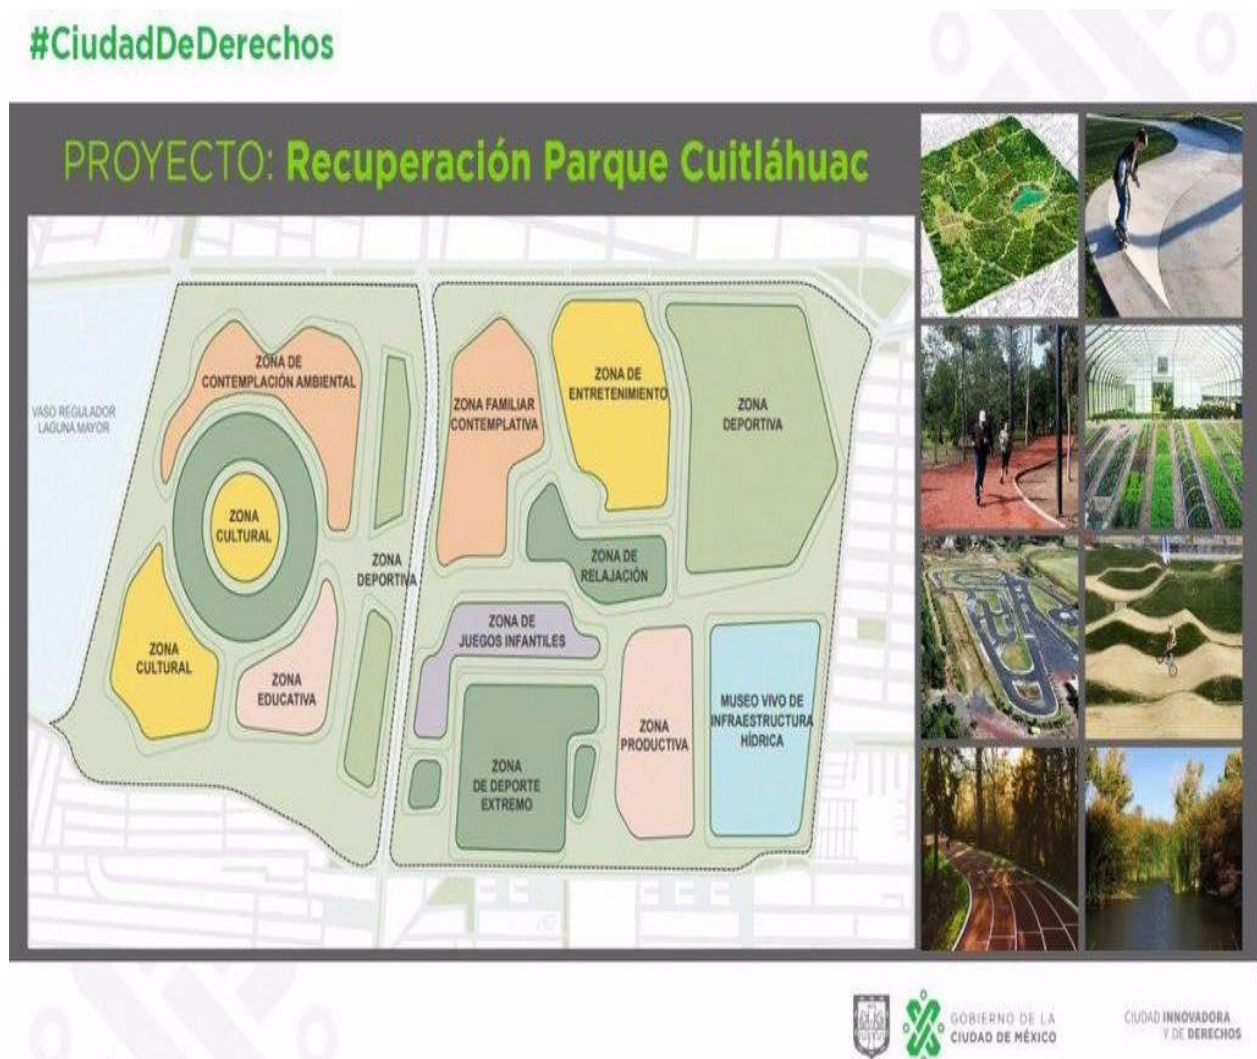 #CiudadDeDerechos
PROYECTO: Recuperación Parque Cuitláhuac
VASO REGULADOR
LAGUNA MAYOR
ZONA DE
CONTEMPLACIÓN AMBIENTAL
ZONA
CULTURAL
ZONA
CULTURAL
ZONA
EDUCATIVA
ZONA
DEPORTIVA
ZONA FAMILIAR
CONTEMPLATIVA
ZONA DE
ENTRETENIMIENTO
ZONA
DEPORTIVA
ZONA DE
RELAJACIÓN
ZONA DE
JUEGOS INFANTILES
ZONA
DE DEPORTE
EXTREMO
ZONA
PRODUCTIVA
MUSEO VIVO DE
INFRAESTRUCTURA
HÍDRICA
GOBIERNO DE LA
CIUDAD DE MÉXICO
CIUDAD INNOVADORA
Y DE DERECHOS